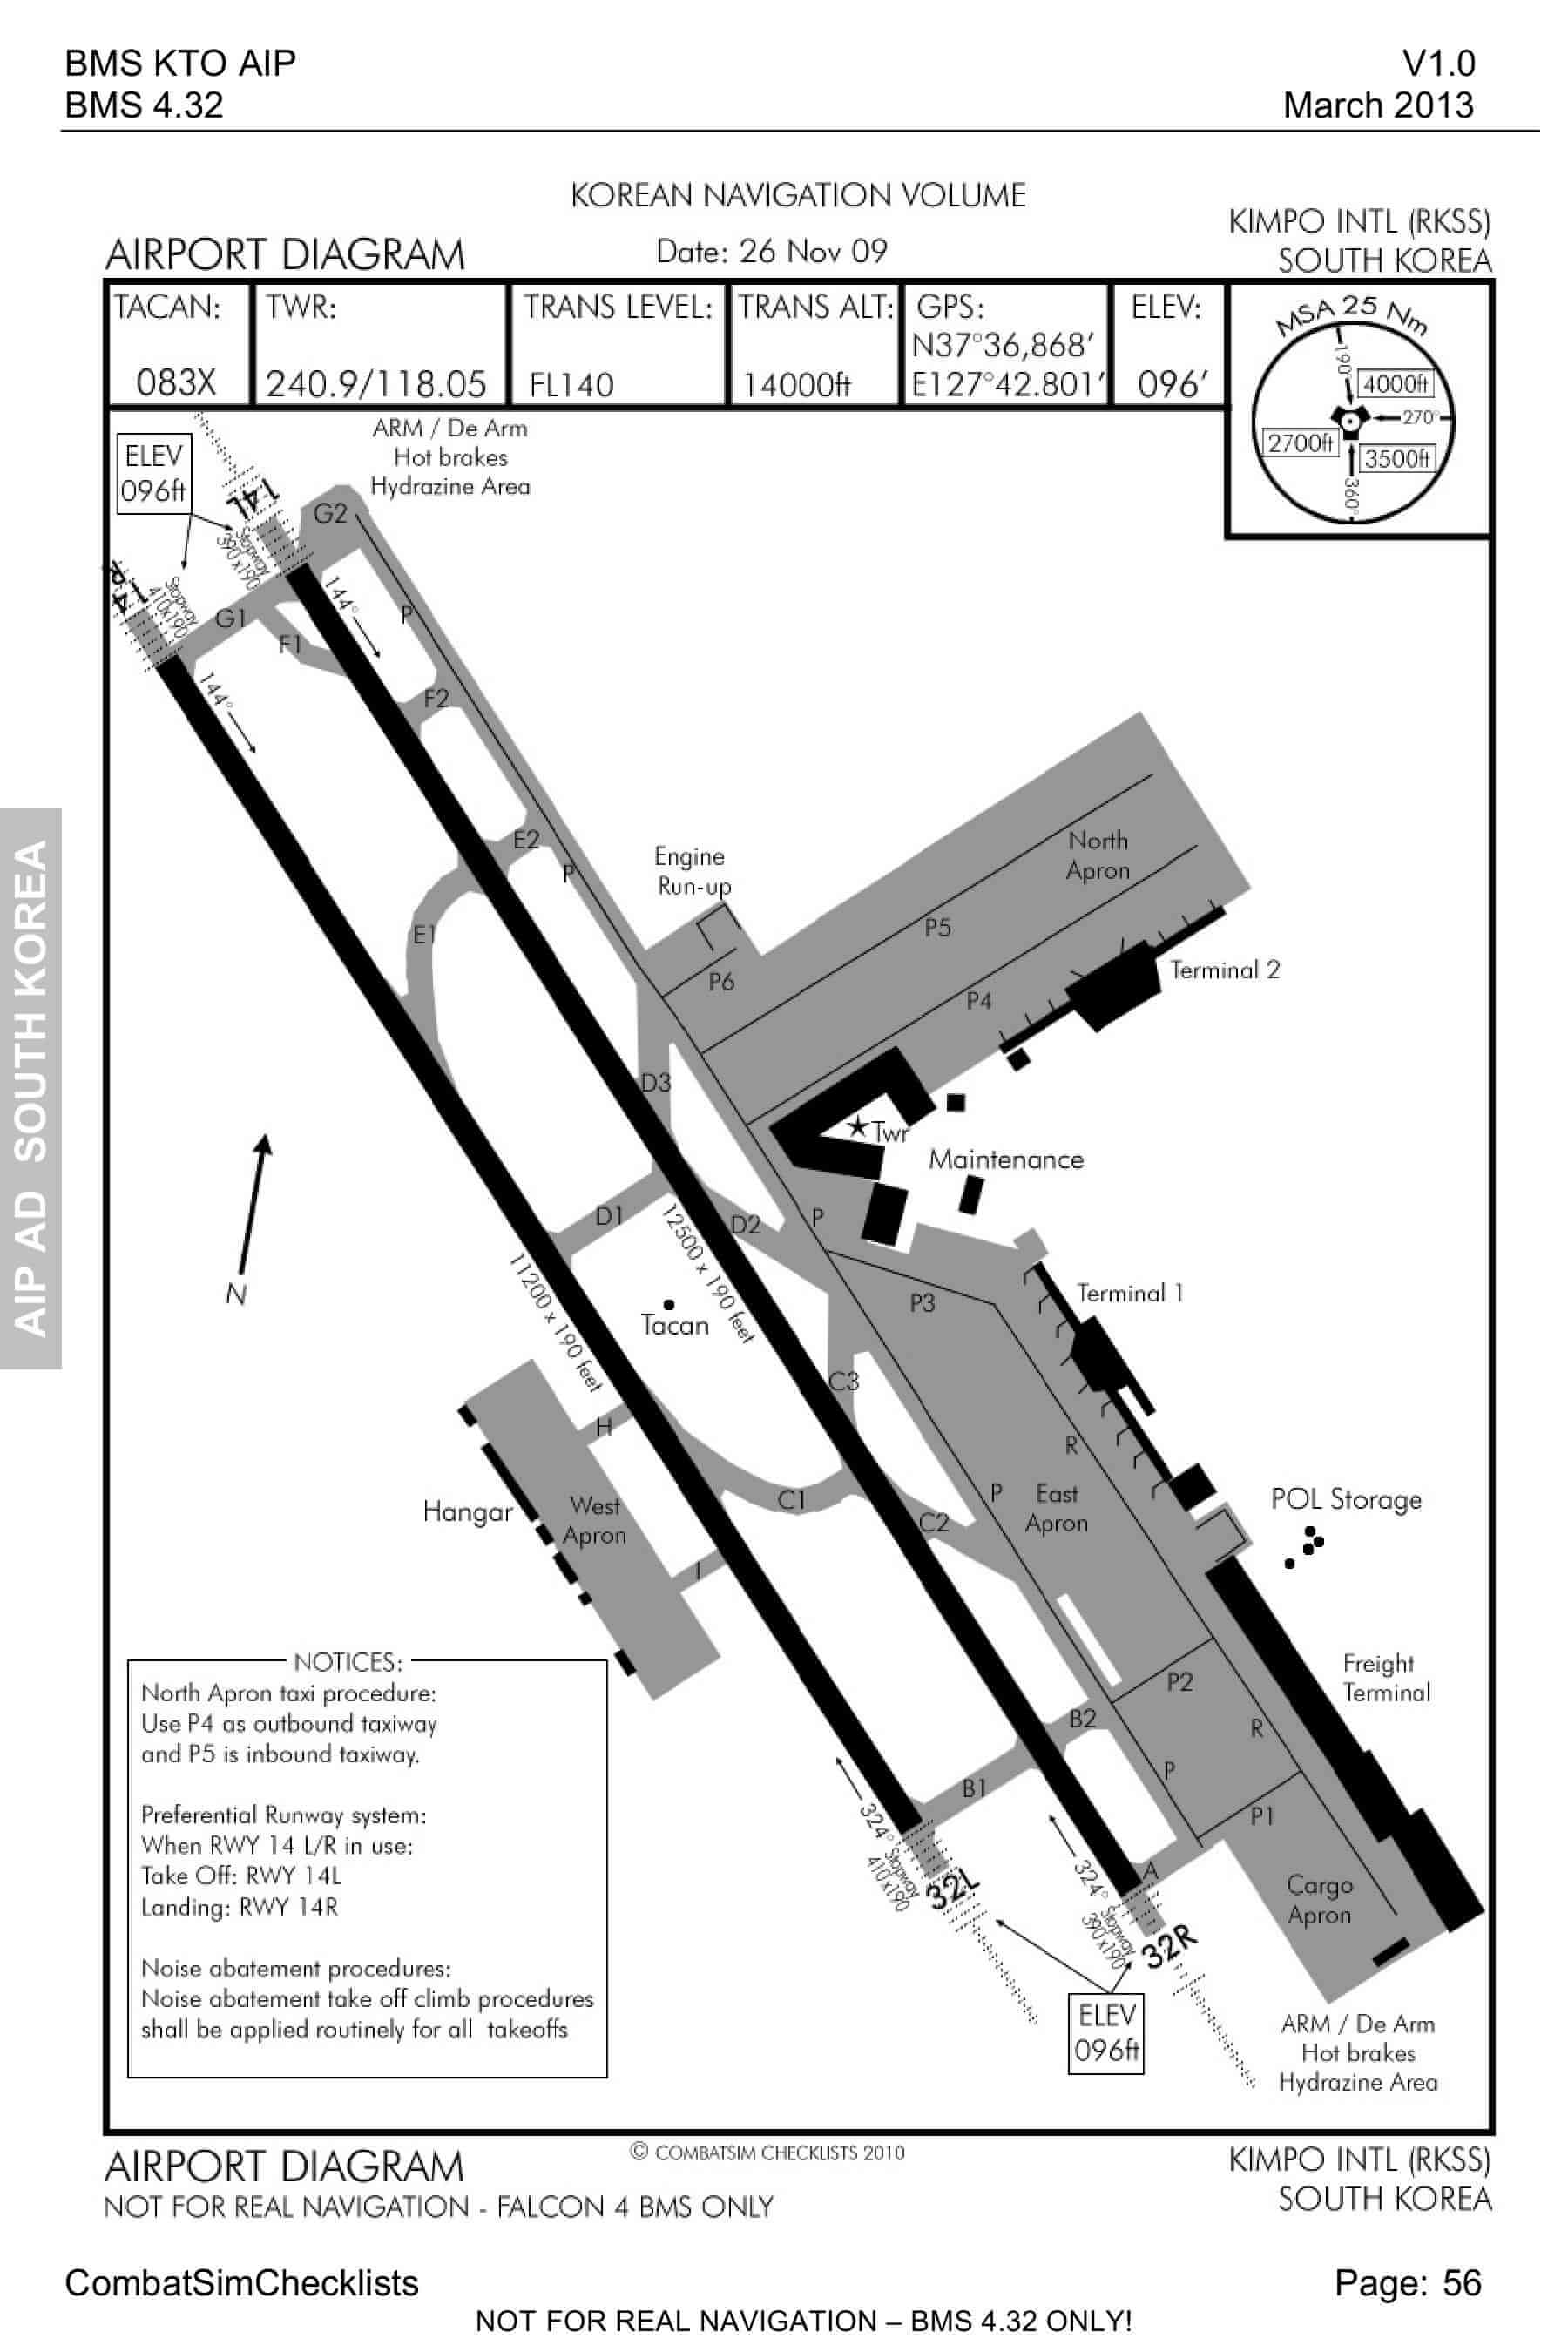 BMS KTO AIP
V1.0
BMS 4.32
March 2013
KOREAN NAVIGATION VOLUME
KIMPO INTL (RKSS)
AIRPORT DIAGRAM
Date: 26 Nov 09
SOUTH KOREA
TACAN:
083X
TWR:
240.9/118.05
TRANS LEVEL:
FL140
TRANS ALT:
14000ft
GPS:
N37°36,868'
E127°42.801'
ELEV:
096'
MSA 25 Nm
190°
4000ft
270°
2700ft
3500ft
360°
ELEV
096ft
ARM / De Arm
Hot brakes
Hydrazine Area
14L
Stopway
390x190
G2
14R
Stopway
410x190
G1
F1
144°
P
144°
F2
E2
P
E1
Engine
Run-up
P6
North
Apron
P5
P4
Terminal 2
D3
Twr
Maintenance
D1
D2
P
12500 x 190 feet
11200 x 190 feet
N
Tacan
P3
Terminal 1
C3
H
R
Hangar
West
Apron
C1
P
East
Apron
C2
POL Storage
I
Freight
Terminal
P2
B2
R
B1
P
P1
324°
Stopway
410x190
32L
324°
Stopway
390x190
32R
A
Cargo
Apron
ELEV
096ft
ARM / De Arm
Hot brakes
Hydrazine Area
NOTICES:
North Apron taxi procedure:
Use P4 as outbound taxiway
and P5 is inbound taxiway.
Preferential Runway system:
When RWY 14 L/R in use:
Take Off: RWY 14L
Landing: RWY 14R
Noise abatement procedures:
Noise abatement take off climb procedures
shall be applied routinely for all takeoffs
AIP AD SOUTH KOREA
AIRPORT DIAGRAM
© COMBATSIM CHECKLISTS 2010
KIMPO INTL (RKSS)
NOT FOR REAL NAVIGATION - FALCON 4 BMS ONLY
SOUTH KOREA
CombatSimChecklists
Page: 56
NOT FOR REAL NAVIGATION – BMS 4.32 ONLY!